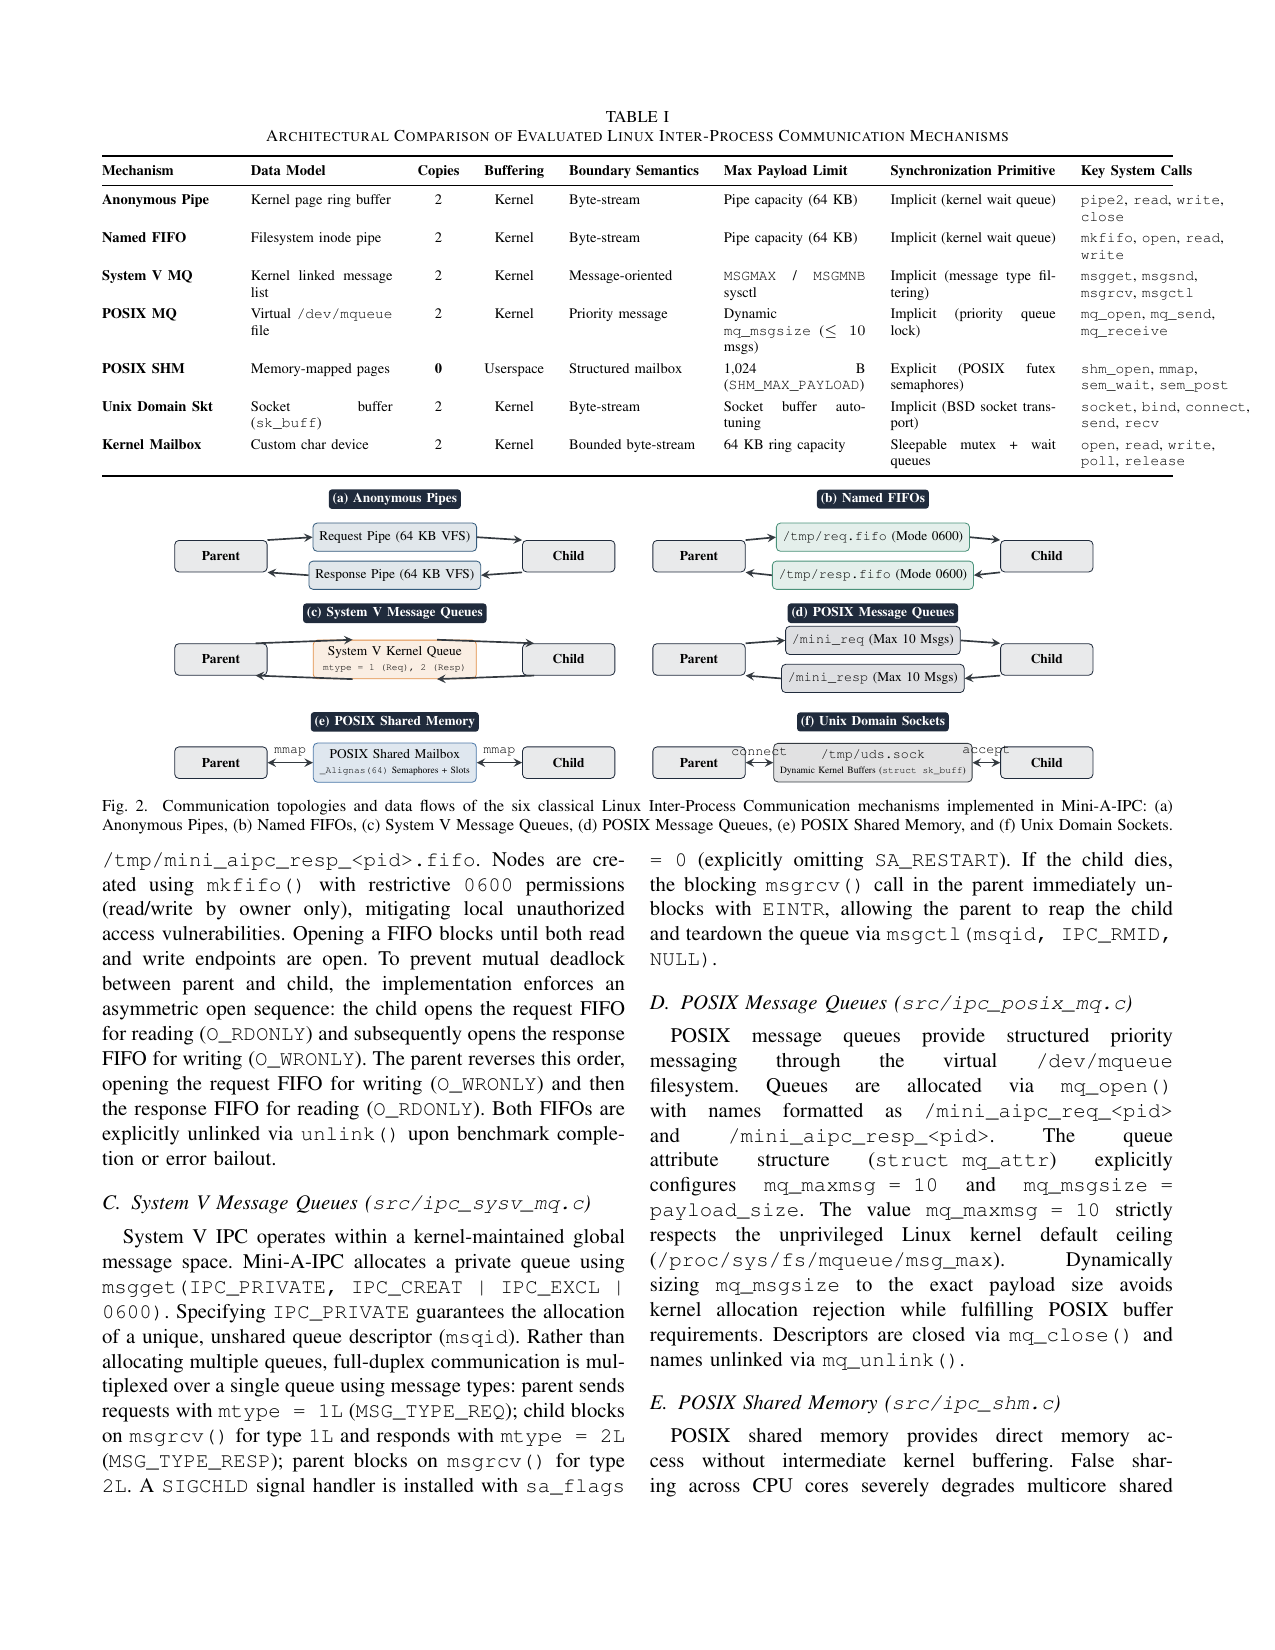 TABLE I
ARCHITECTURAL COMPARISON OF EVALUATED LINUX INTER-PROCESS COMMUNICATION MECHANISMS
Mechanism Data Model Copies Buffering Boundary Semantics Max Payload Limit Synchronization Primitive Key System Calls
Anonymous Pipe Kernel page ring buffer 2 Kernel Byte-stream Pipe capacity (64 KB) Implicit (kernel wait queue) pipe2, read, write,
close
Named FIFO Filesystem inode pipe 2 Kernel Byte-stream Pipe capacity (64 KB) Implicit (kernel wait queue) mkfifo, open, read,
write
System V MQ Kernel linked message 2 Kernel Message-oriented MSGMAX / MSGMNB Implicit (message type fil- msgget, msgsnd,
list sysctl tering) msgrcv, msgctl
POSIX MQ Virtual /dev/mqueue 2 Kernel Priority message Dynamic Implicit (priority queue mq_open, mq_send,
file mq_msgsize (≤ 10 lock) mq_receive
msgs)
POSIX SHM Memory-mapped pages 0 Userspace Structured mailbox 1,024 B Explicit (POSIX futex shm_open, mmap,
(SHM_MAX_PAYLOAD) semaphores) sem_wait, sem_post
Unix Domain Skt Socket buffer 2 Kernel Byte-stream Socket buffer auto- Implicit (BSD socket trans- socket, bind, connect,
(sk_buff) tuning port) send, recv
Kernel Mailbox Custom char device 2 Kernel Bounded byte-stream 64 KB ring capacity Sleepable mutex + wait open, read, write,
queues poll, release
(a) Anonymous Pipes
Request Pipe (64 KB VFS)
Parent Child
Response Pipe (64 KB VFS)
(b) Named FIFOs
/tmp/req.fifo (Mode 0600)
Parent Child
/tmp/resp.fifo (Mode 0600)
(c) System V Message Queues
System V Kernel Queue
Parent Child
mtype = 1 (Req), 2 (Resp)
(d) POSIX Message Queues
/mini_req (Max 10 Msgs)
Parent Child
/mini_resp (Max 10 Msgs)
(e) POSIX Shared Memory
mmap mmap
Parent POSIX Shared Mailbox Child
_Alignas(64) Semaphores + Slots
(f) Unix Domain Sockets
connect accept
Parent /tmp/uds.sock Child
Dynamic Kernel Buffers (struct sk_buff)
Fig. 2. Communication topologies and data flows of the six classical Linux Inter-Process Communication mechanisms implemented in Mini-A-IPC: (a)
Anonymous Pipes, (b) Named FIFOs, (c) System V Message Queues, (d) POSIX Message Queues, (e) POSIX Shared Memory, and (f) Unix Domain Sockets.
/tmp/mini_aipc_resp_<pid>.fifo. Nodes are cre-
ated using mkfifo() with restrictive 0600 permissions
(read/write by owner only), mitigating local unauthorized
access vulnerabilities. Opening a FIFO blocks until both read
and write endpoints are open. To prevent mutual deadlock
between parent and child, the implementation enforces an
asymmetric open sequence: the child opens the request FIFO
for reading (O_RDONLY) and subsequently opens the response
FIFO for writing (O_WRONLY). The parent reverses this order,
opening the request FIFO for writing (O_WRONLY) and then
the response FIFO for reading (O_RDONLY). Both FIFOs are
explicitly unlinked via unlink() upon benchmark comple-
tion or error bailout.
C. System V Message Queues (src/ipc_sysv_mq.c)
System V IPC operates within a kernel-maintained global
message space. Mini-A-IPC allocates a private queue using
msgget(IPC_PRIVATE, IPC_CREAT | IPC_EXCL |
0600). Specifying IPC_PRIVATE guarantees the allocation
of a unique, unshared queue descriptor (msqid). Rather than
allocating multiple queues, full-duplex communication is mul-
tiplexed over a single queue using message types: parent sends
requests with mtype = 1L (MSG_TYPE_REQ); child blocks
on msgrcv() for type 1L and responds with mtype = 2L
(MSG_TYPE_RESP); parent blocks on msgrcv() for type
2L. A SIGCHLD signal handler is installed with sa_flags
= 0 (explicitly omitting SA_RESTART). If the child dies,
the blocking msgrcv() call in the parent immediately un-
blocks with EINTR, allowing the parent to reap the child
and teardown the queue via msgctl(msqid, IPC_RMID,
NULL).
D. POSIX Message Queues (src/ipc_posix_mq.c)
POSIX message queues provide structured priority
messaging through the virtual /dev/mqueue
filesystem. Queues are allocated via mq_open()
with names formatted as /mini_aipc_req_<pid>
and /mini_aipc_resp_<pid>. The queue
attribute structure (struct mq_attr) explicitly
configures mq_maxmsg = 10 and mq_msgsize =
payload_size. The value mq_maxmsg = 10 strictly
respects the unprivileged Linux kernel default ceiling
(/proc/sys/fs/mqueue/msg_max). Dynamically
sizing mq_msgsize to the exact payload size avoids
kernel allocation rejection while fulfilling POSIX buffer
requirements. Descriptors are closed via mq_close() and
names unlinked via mq_unlink().
E. POSIX Shared Memory (src/ipc_shm.c)
POSIX shared memory provides direct memory ac-
cess without intermediate kernel buffering. False shar-
ing across CPU cores severely degrades multicore shared